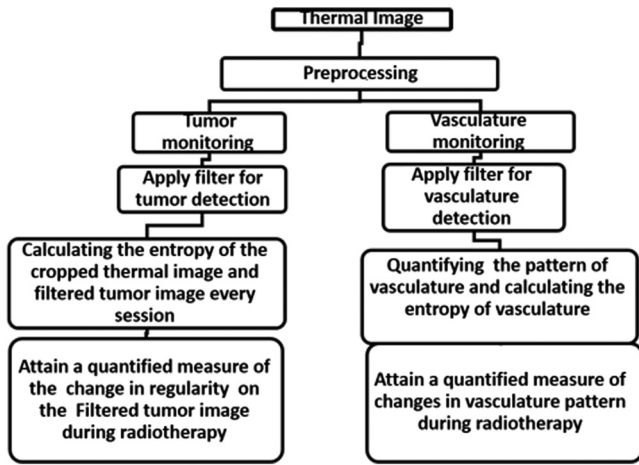 Thermal Image
Preprocessing
Tumor
monitoring
Vasculature
monitoring
Apply filter for
tumor detection
Apply filter for
vasculature
detection
Calculating the entropy of the
cropped thermal image and
filtered tumor image every
session
Quantifying the pattern of
vasculature and calculating the
entropy of vasculature
Attain a quantified measure of
the change in regularity on
the Filtered tumor image
during radiotherapy
Attain a quantified measure of
changes in vasculature pattern
during radiotherapy